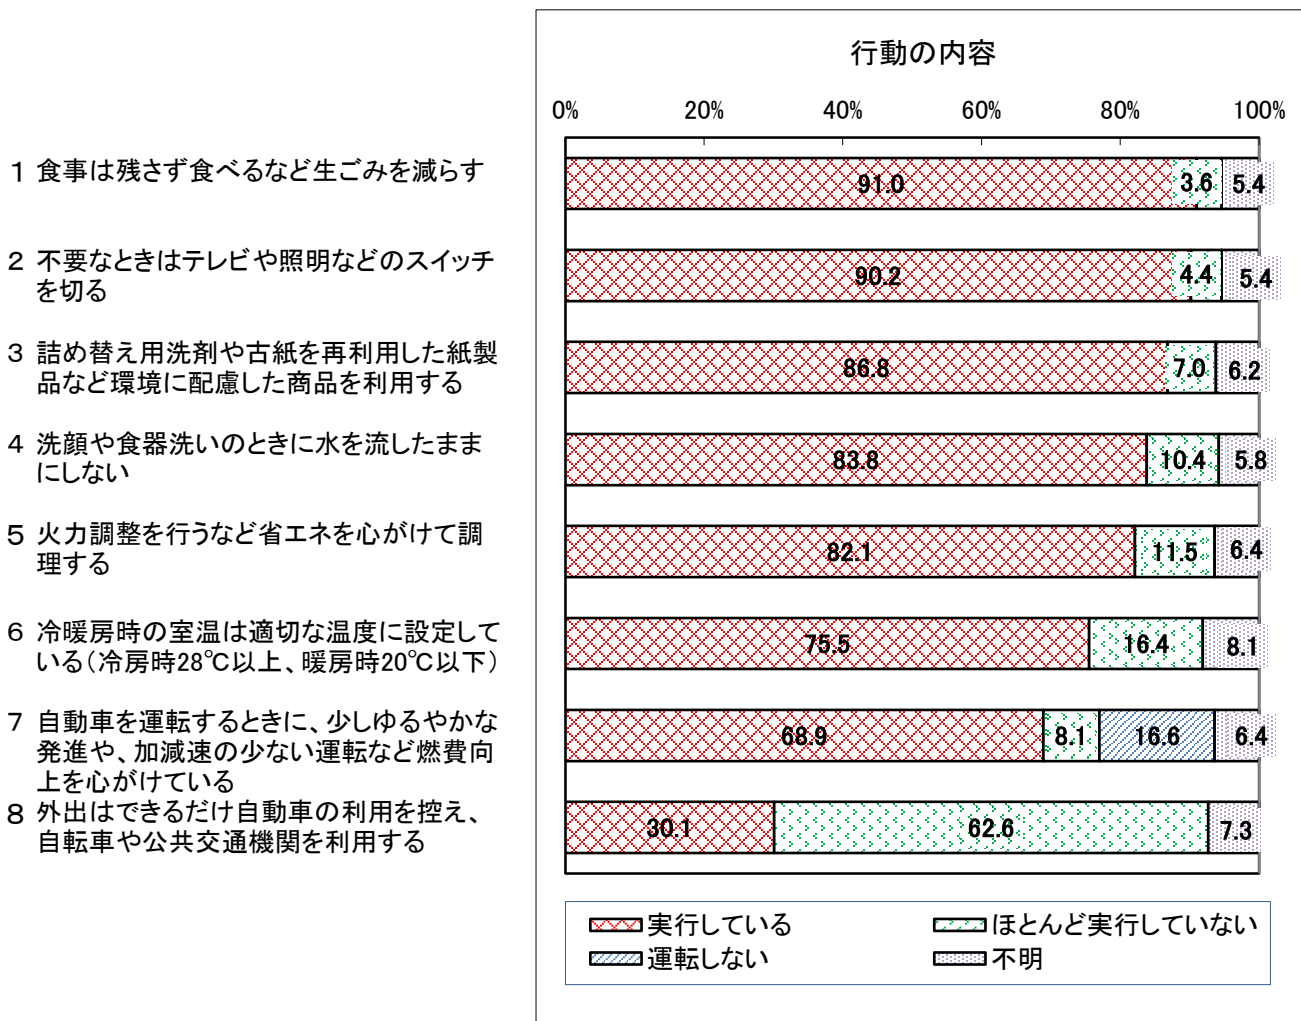 行動の内容
0% 20% 40% 60% 80% 100%
1 食事は残さず食べるなど生ごみを減らす
91.0 3.6 5.4
2 不要なときはテレビや照明などのスイッチ
を切る
90.2 4.4 5.4
3 詰め替え用洗剤や古紙を再利用した紙製
品など環境に配慮した商品を利用する
86.8 7.0 6.2
4 洗顔や食器洗いのときに水を流したまま
にしない
83.8 10.4 5.8
5 火力調整を行うなど省エネを心がけて調
理する
82.1 11.5 6.4
6 冷暖房時の室温は適切な温度に設定して
いる（冷房時28℃以上、暖房時20℃以下）
75.5 16.4 8.1
7 自動車を運転するときに、少しゆるやかな
発進や、加減速の少ない運転など燃費向
上を心がけている
68.9 8.1 16.6 6.4
8 外出はできるだけ自動車の利用を控え、
自転車や公共交通機関を利用する
30.1 62.6 7.3
実行している ほとんど実行していない
運転しない 不明